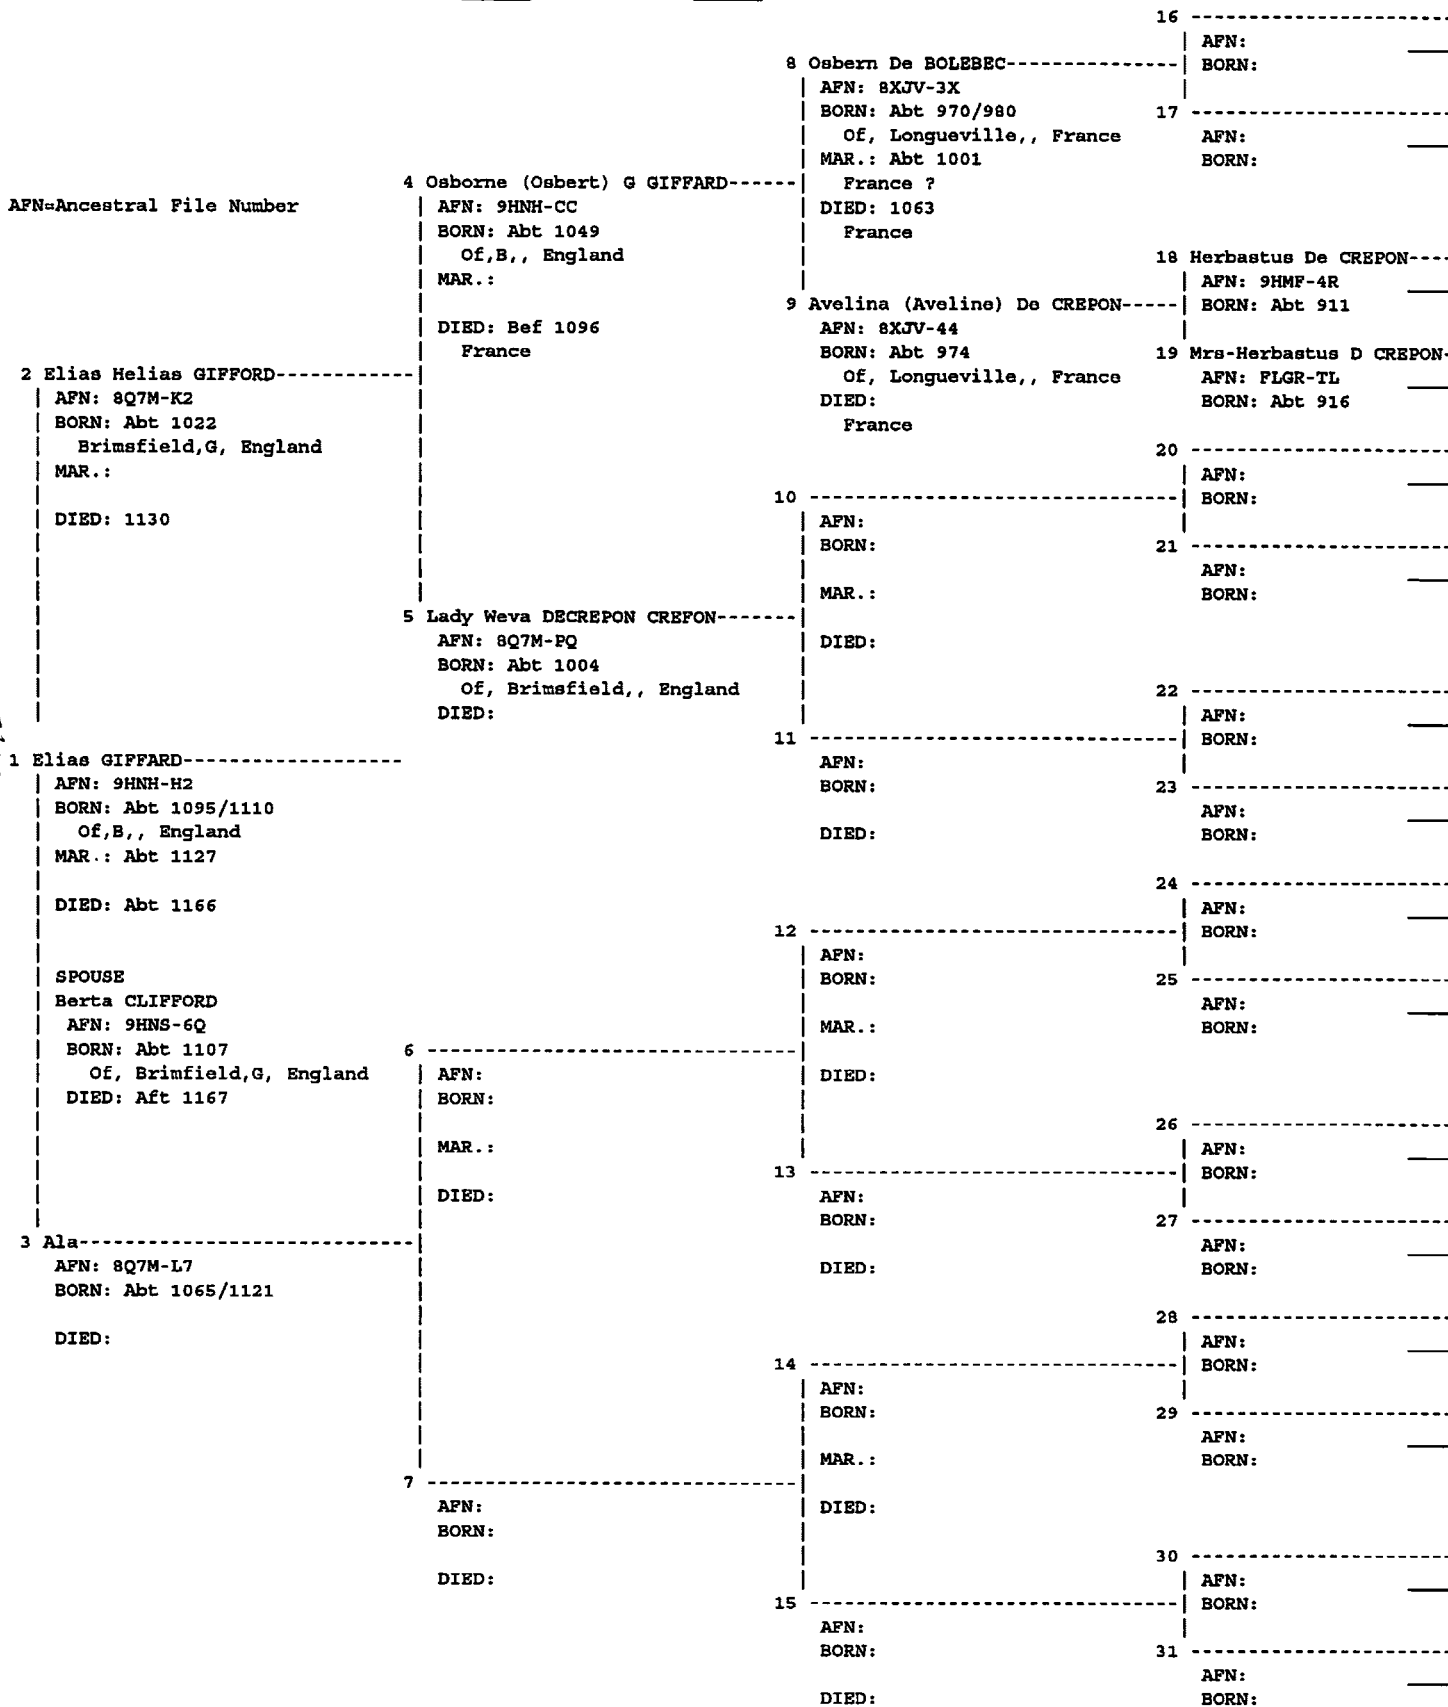 AFN=Ancestral File Number
1 Elias GIFFARD
AFN: 9HNH-H2
BORN: Abt 1095/1110
Of,B,, England
MAR.: Abt 1127
DIED: Abt 1166
SPOUSE
Berta CLIFFORD
AFN: 9HNS-6Q
BORN: Abt 1107
Of, Brimfield,G, England
DIED: Aft 1167
2 Elias Helias GIFFORD
AFN: 8Q7M-K2
BORN: Abt 1022
Brimsfield,G, England
MAR.:
DIED: 1130
3 Ala
AFN: 8Q7M-L7
BORN: Abt 1065/1121
DIED:
4 Osborne (Osbert) G GIFFARD
AFN: 9HNH-CC
BORN: Abt 1049
Of,B,, England
MAR.:
DIED: Bef 1096
France
5 Lady Weva DECREPON CREFON
AFN: 8Q7M-PQ
BORN: Abt 1004
Of, Brimsfield,, England
DIED:
6
AFN:
BORN:
MAR.:
DIED:
7
AFN:
BORN:
DIED:
8 Osbern De BOLEBEC
AFN: 8XJV-3X
BORN: Abt 970/980
Of, Longueville,, France
MAR.: Abt 1001
France ?
DIED: 1063
France
9 Avelina (Aveline) De CREPON
AFN: 8XJV-44
BORN: Abt 974
Of, Longueville,, France
DIED:
France
10
AFN:
BORN:
MAR.:
DIED:
11
AFN:
BORN:
DIED:
12
AFN:
BORN:
MAR.:
DIED:
13
AFN:
BORN:
DIED:
14
AFN:
BORN:
MAR.:
DIED:
15
AFN:
BORN:
DIED:
16
AFN:
BORN:
17
AFN:
BORN:
18 Herbastus De CREPON
AFN: 9HMF-4R
BORN: Abt 911
19 Mrs-Herbastus D CREPON
AFN: FLGR-TL
BORN: Abt 916
20
AFN:
BORN:
21
AFN:
BORN:
22
AFN:
BORN:
23
AFN:
BORN:
24
AFN:
BORN:
25
AFN:
BORN:
26
AFN:
BORN:
27
AFN:
BORN:
28
AFN:
BORN:
29
AFN:
BORN:
30
AFN:
BORN:
31
AFN:
BORN: